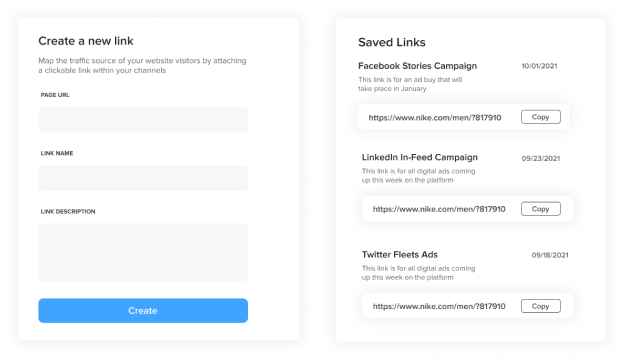 Create a new link
Map the traffic source of your website visitors by attaching
a clickable link within your channels
PAGE URL
LINK NAME
LINK DESCRIPTION
Create
Saved Links
Facebook Stories Campaign
10/01/2021
This link is for an ad buy that will
take place in January
https://www.nike.com/men/?817910
Copy
LinkedIn In-Feed Campaign
09/23/2021
This link is for all digital ads coming
up this week on the platform
https://www.nike.com/men/?817910
Copy
Twitter Fleets Ads
09/18/2021
This link is for all digital ads coming
up this week on the platform
https://www.nike.com/men/?817910
Copy